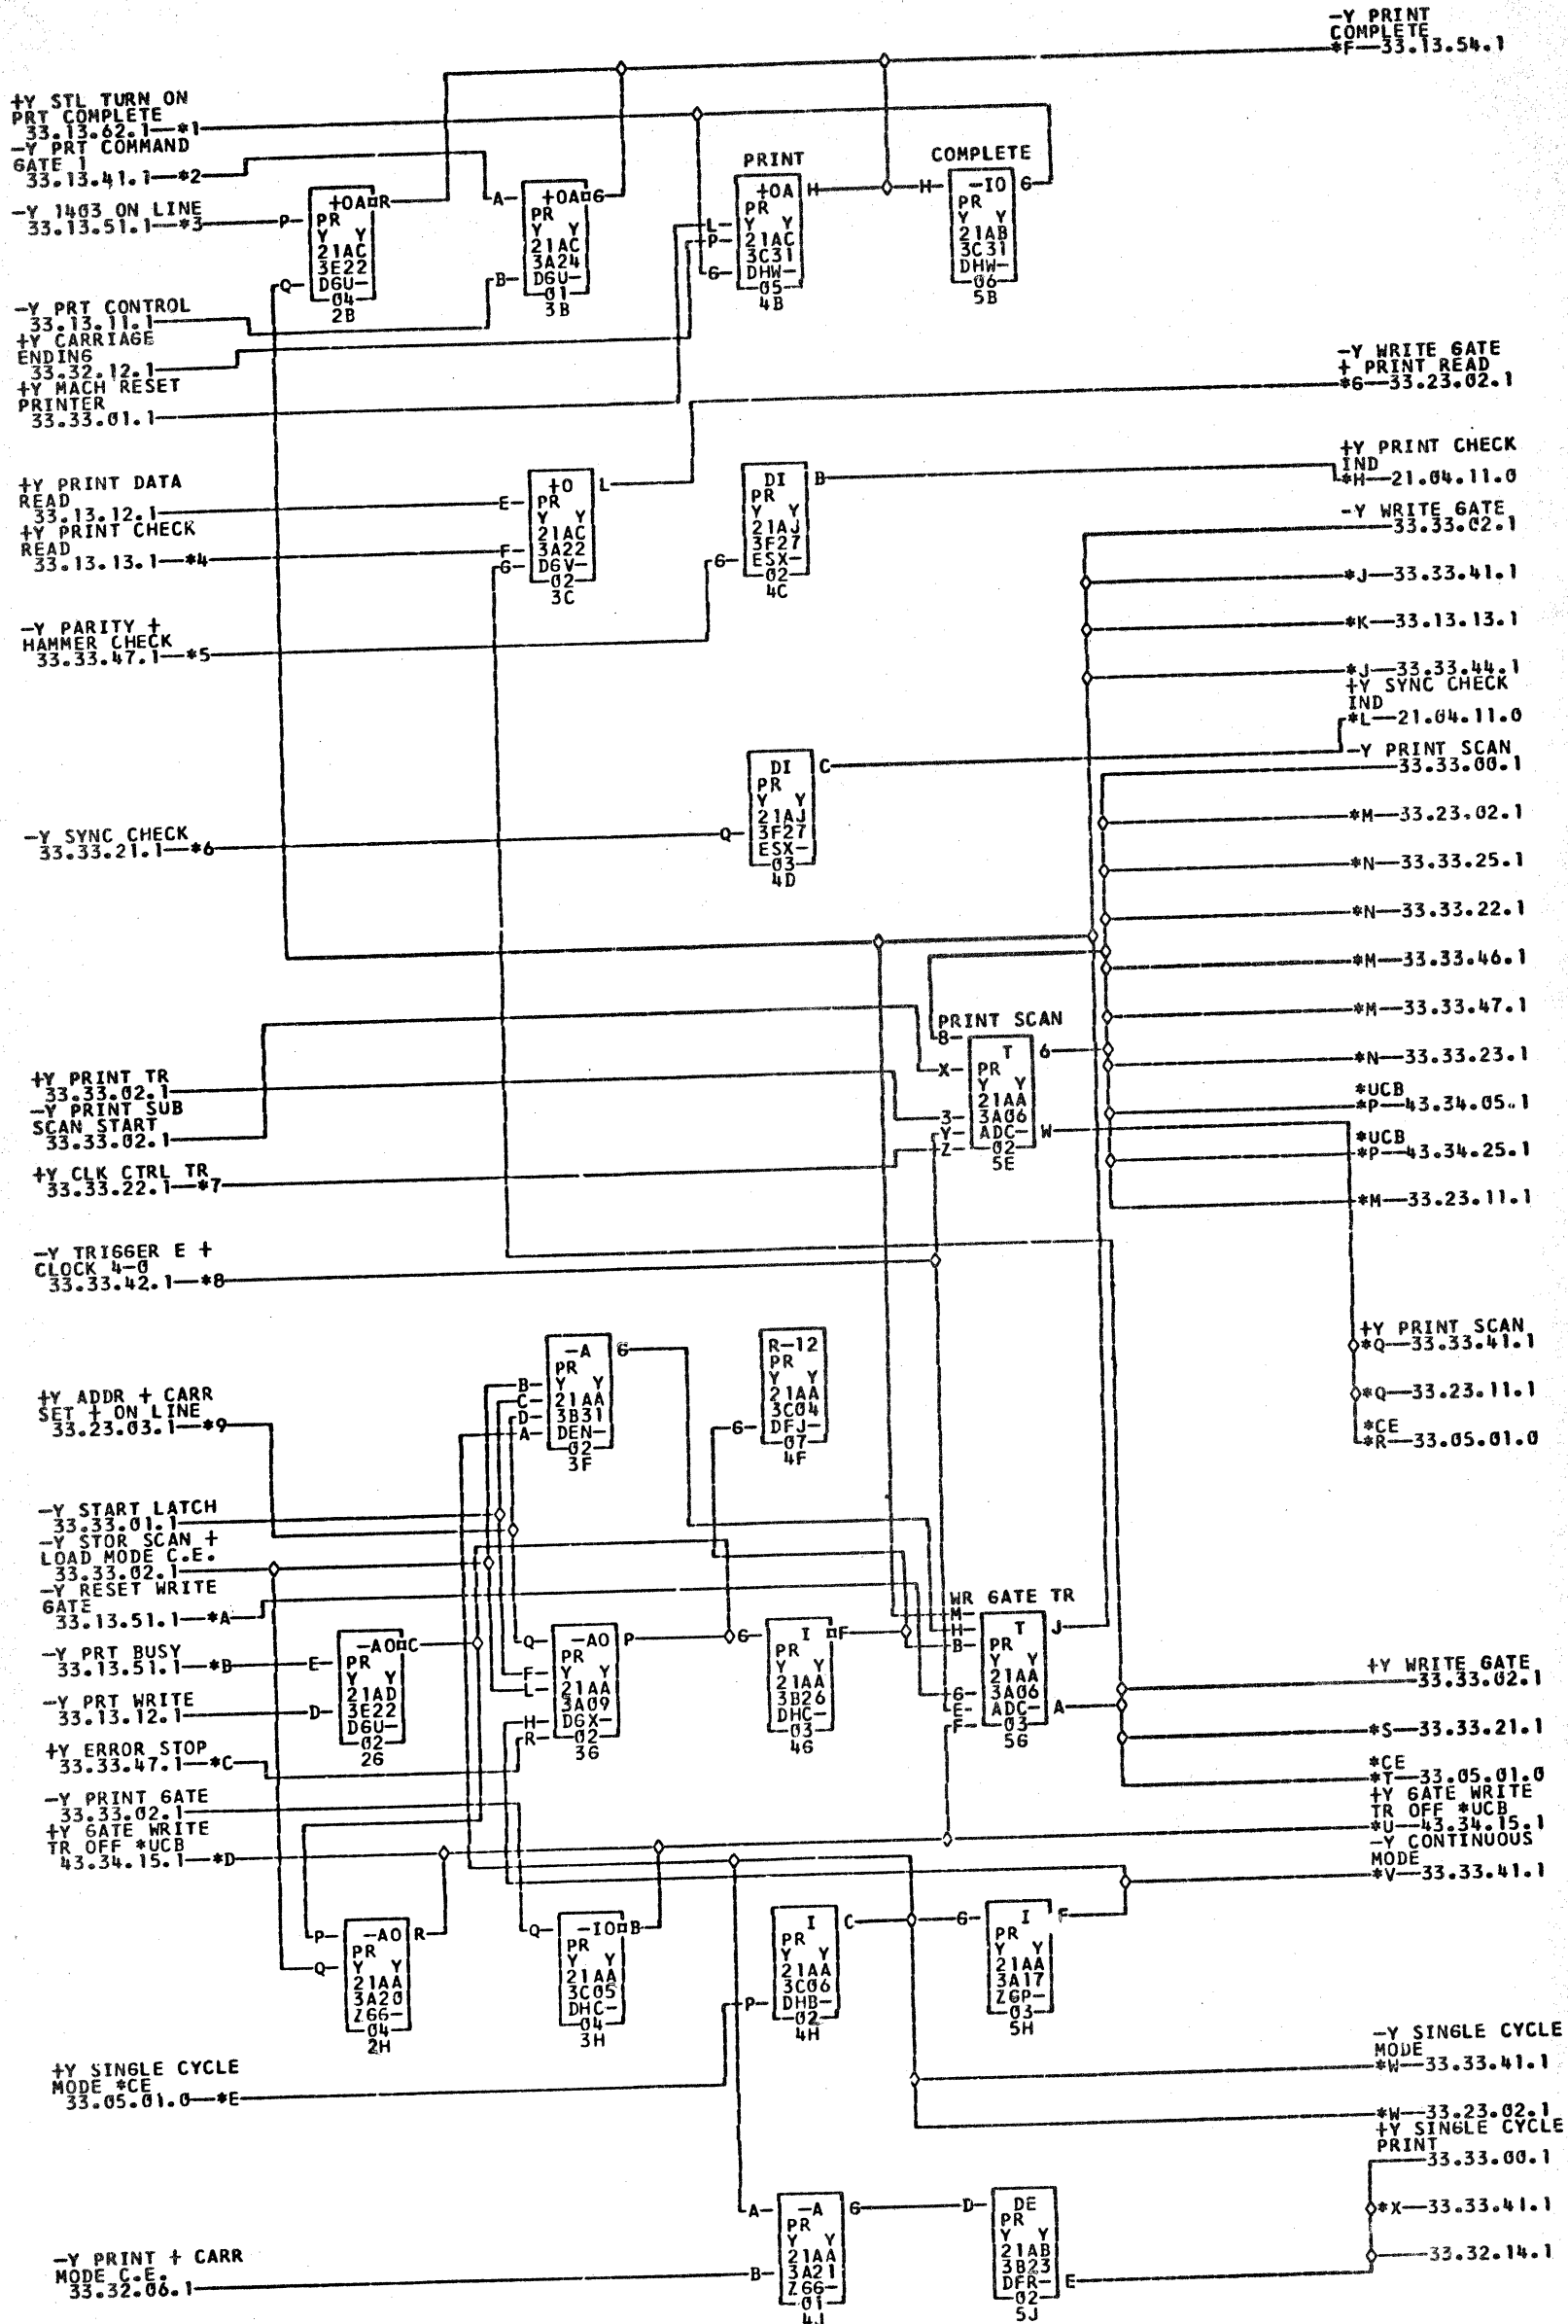 -Y PRINT
COMPLETE
*F—33.13.54.1
+Y STL TURN ON
PRT COMPLETE
33.13.62.1—*1
-Y PRT COMMAND
GATE 1
33.13.41.1—*2
-Y 1403 ON LINE
33.13.51.1—*3
P
Q
+OA R
PR
Y Y
21AC
3E22
DGU-
04
2B
A
B
+OA G
PR
Y Y
21AC
3A24
DGU-
01
3B
PRINT
L
P
G
+OA H
PR
Y Y
21AC
3C31
DHW-
05
4B
COMPLETE
H
-IO G
PR
Y Y
21AB
3C31
DHW-
06
5B
-Y PRT CONTROL
33.13.11.1
+Y CARRIAGE
ENDING
33.32.12.1
+Y MACH RESET
PRINTER
33.33.01.1
-Y WRITE GATE
+ PRINT READ
*G—33.23.02.1
+Y PRINT DATA
READ
33.13.12.1
+Y PRINT CHECK
READ
33.13.13.1—*4
E
F
G
+O L
PR
Y Y
21AC
3A22
DGV-
02
3C
G
DI B
PR
Y Y
21AJ
3F27
ESX-
02
4C
+Y PRINT CHECK
IND
*H—21.04.11.0
-Y WRITE GATE
33.33.02.1
*J—33.33.41.1
*K—33.13.13.1
*J—33.33.44.1
-Y PARITY +
HAMMER CHECK
33.33.47.1—*5
+Y SYNC CHECK
IND
*L—21.04.11.0
-Y PRINT SCAN
33.33.00.1
*M—33.23.02.1
*N—33.33.25.1
*N—33.33.22.1
*M—33.33.46.1
*M—33.33.47.1
*N—33.33.23.1
*UCB
*P—43.34.05.1
*UCB
*P—43.34.25.1
*M—33.23.11.1
-Y SYNC CHECK
33.33.21.1—*6
Q
DI C
PR
Y Y
21AJ
3F27
ESX-
03
4D
PRINT SCAN
8
X
3
Y
Z
T 6
PR
Y Y
21AA
3A06
ADC- W
02
5E
+Y PRINT TR
33.33.02.1
-Y PRINT SUB
SCAN START
33.33.02.1
+Y CLK CTRL TR
33.33.22.1—*7
-Y TRIGGER E +
CLOCK 4-0
33.33.42.1—*8
+Y PRINT SCAN
*Q—33.33.41.1
*Q—33.23.11.1
*CE
*R—33.05.01.0
B
C
D
A
-A G
PR
Y Y
21AA
3B31
DEN-
02
3F
G
R-12
PR
Y Y
21AA
3C04
DFJ-
07
4F
+Y ADDR + CARR
SET + ON LINE
33.23.03.1—*9
-Y START LATCH
33.33.01.1
-Y STOR SCAN +
LOAD MODE C.E.
33.33.02.1
-Y RESET WRITE
GATE
33.13.51.1—*A
-Y PRT BUSY
33.13.51.1—*B
-Y PRT WRITE
33.13.12.1
+Y ERROR STOP
33.33.47.1—*C
-Y PRINT GATE
33.33.02.1
+Y GATE WRITE
TR OFF *UCB
43.34.15.1—*D
E
D
-AO C
PR
Y Y
21AD
3E22
DGU-
02
2G
Q
F
L
H
R
-AO P
PR
Y Y
21AA
3A09
DGX-
02
3G
G
I F
PR
Y Y
21AA
3B26
DHC-
03
4G
WR GATE TR
M
H
B
G
E
F
T J
PR
Y Y
21AA
3A06
ADC- A
03
5G
+Y WRITE GATE
33.33.02.1
*S—33.33.21.1
*CE
*T—33.05.01.0
+Y GATE WRITE
TR OFF *UCB
*U—43.34.15.1
-Y CONTINUOUS
MODE
*V—33.33.41.1
P
Q
-AO R
PR
Y Y
21AA
3A20
Z66-
04
2H
Q
-IO B
PR
Y Y
21AA
3C05
DHC-
04
3H
P
I C
PR
Y Y
21AA
3C06
DHB-
02
4H
G
I F
PR
Y Y
21AA
3A17
ZGP-
03
5H
+Y SINGLE CYCLE
MODE *CE
33.05.01.0—*E
-Y SINGLE CYCLE
MODE
*W—33.33.41.1
*W—33.23.02.1
+Y SINGLE CYCLE
PRINT
33.33.00.1
*X—33.33.41.1
33.32.14.1
-Y PRINT + CARR
MODE C.E.
33.32.06.1
A
B
-A G
PR
Y Y
21AA
3A21
Z66-
01
4J
D
DE
PR
Y Y
21AB
3B23
DFR- E
02
5J